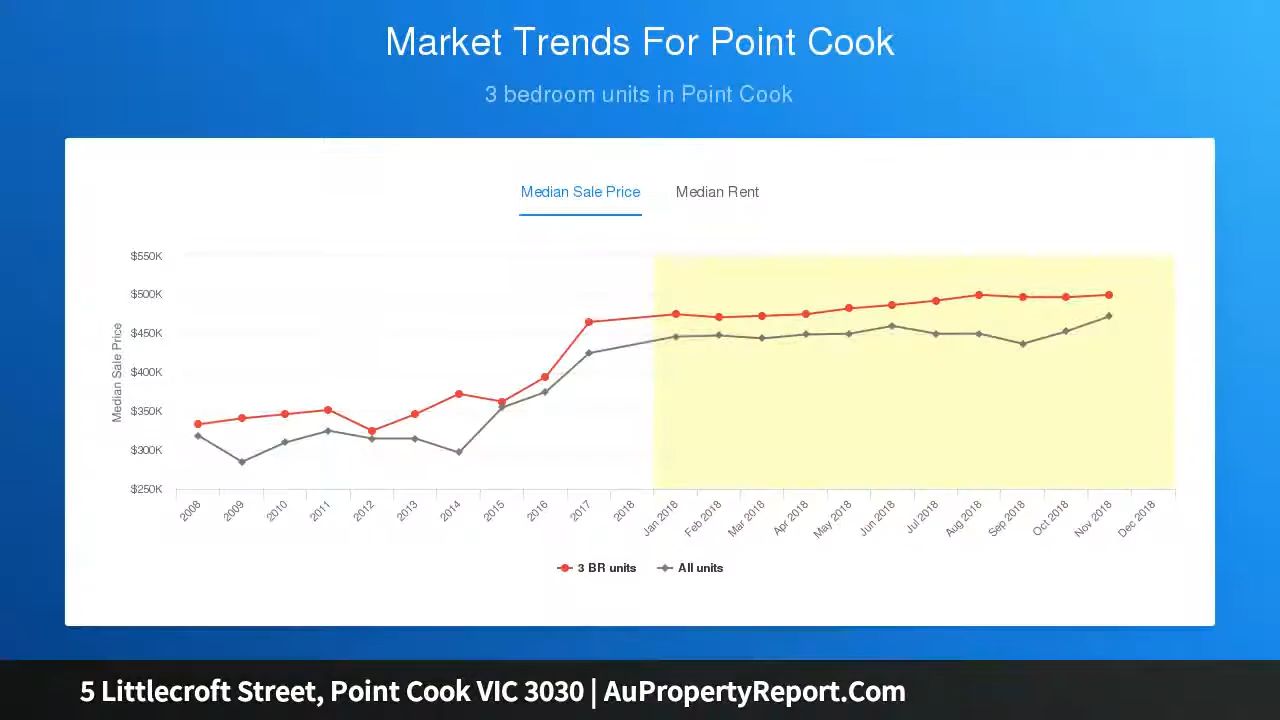 Market Trends For Point Cook
3 bedroom units in Point Cook
Median Sale Price Median Rent
$550K
$500K
$450K
$400K
$350K
$300K
$250K
Median Sale Price
2008 2009 2010 2011 2012 2013 2014 2015 2016 2017 2018 Jan 2018 Feb 2018 Mar 2018 Apr 2018 May 2018 Jun 2018 Jul 2018 Aug 2018 Sep 2018 Oct 2018 Nov 2018 Dec 2018
3 BR units All units
5 Littlecroft Street, Point Cook VIC 3030 | AuPropertyReport.Com